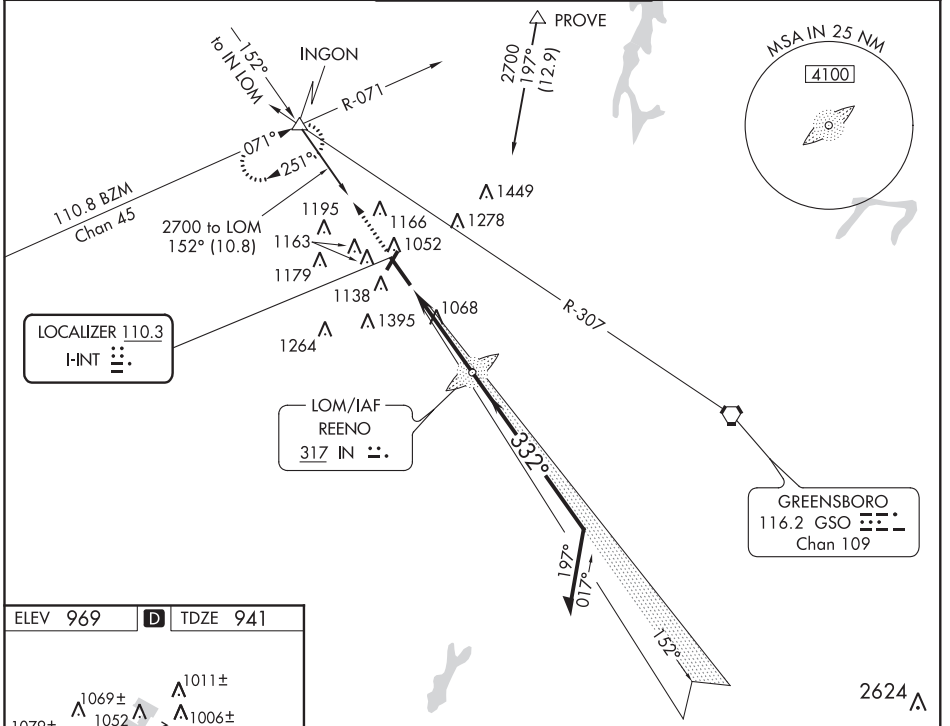 PROVE
2700
197°
(12.9)
MSA IN 25 NM
4100
152°
to IN LOM
INGON
R-071
071°
251°
110.8 BZM
Chan 45
2700 to LOM
152° (10.8)
1449
1278
1195
1166
1163
1052
1179
1138
1068
1395
1264
R-307
LOCALIZER 110.3
I-INT
LOM/IAF
REENO
317 IN
332°
GREENSBORO
116.2 GSO
Chan 109
197°
017°
152°
2624
ELEV 969 D TDZE 941
1011±
1069±
1052
1006±
1079±